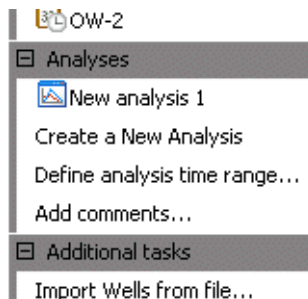 OW-2
Analyses
New analysis 1
Create a New Analysis
Define analysis time range...
Add comments...
Additional tasks
Import Wells from file...